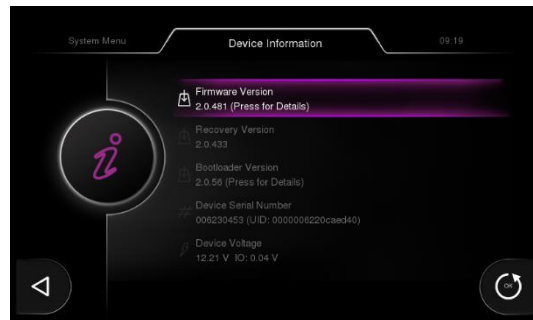 System Menu
Device Information
09:19
Firmware Version
2.0.481 (Press for Details)
Recovery Version
2.0.433
Bootloader Version
2.0.56 (Press for Details)
Device Serial Number
006230453 (UID: 0000006220caed40)
Device Voltage
12.21 V IO: 0.04 V
OK